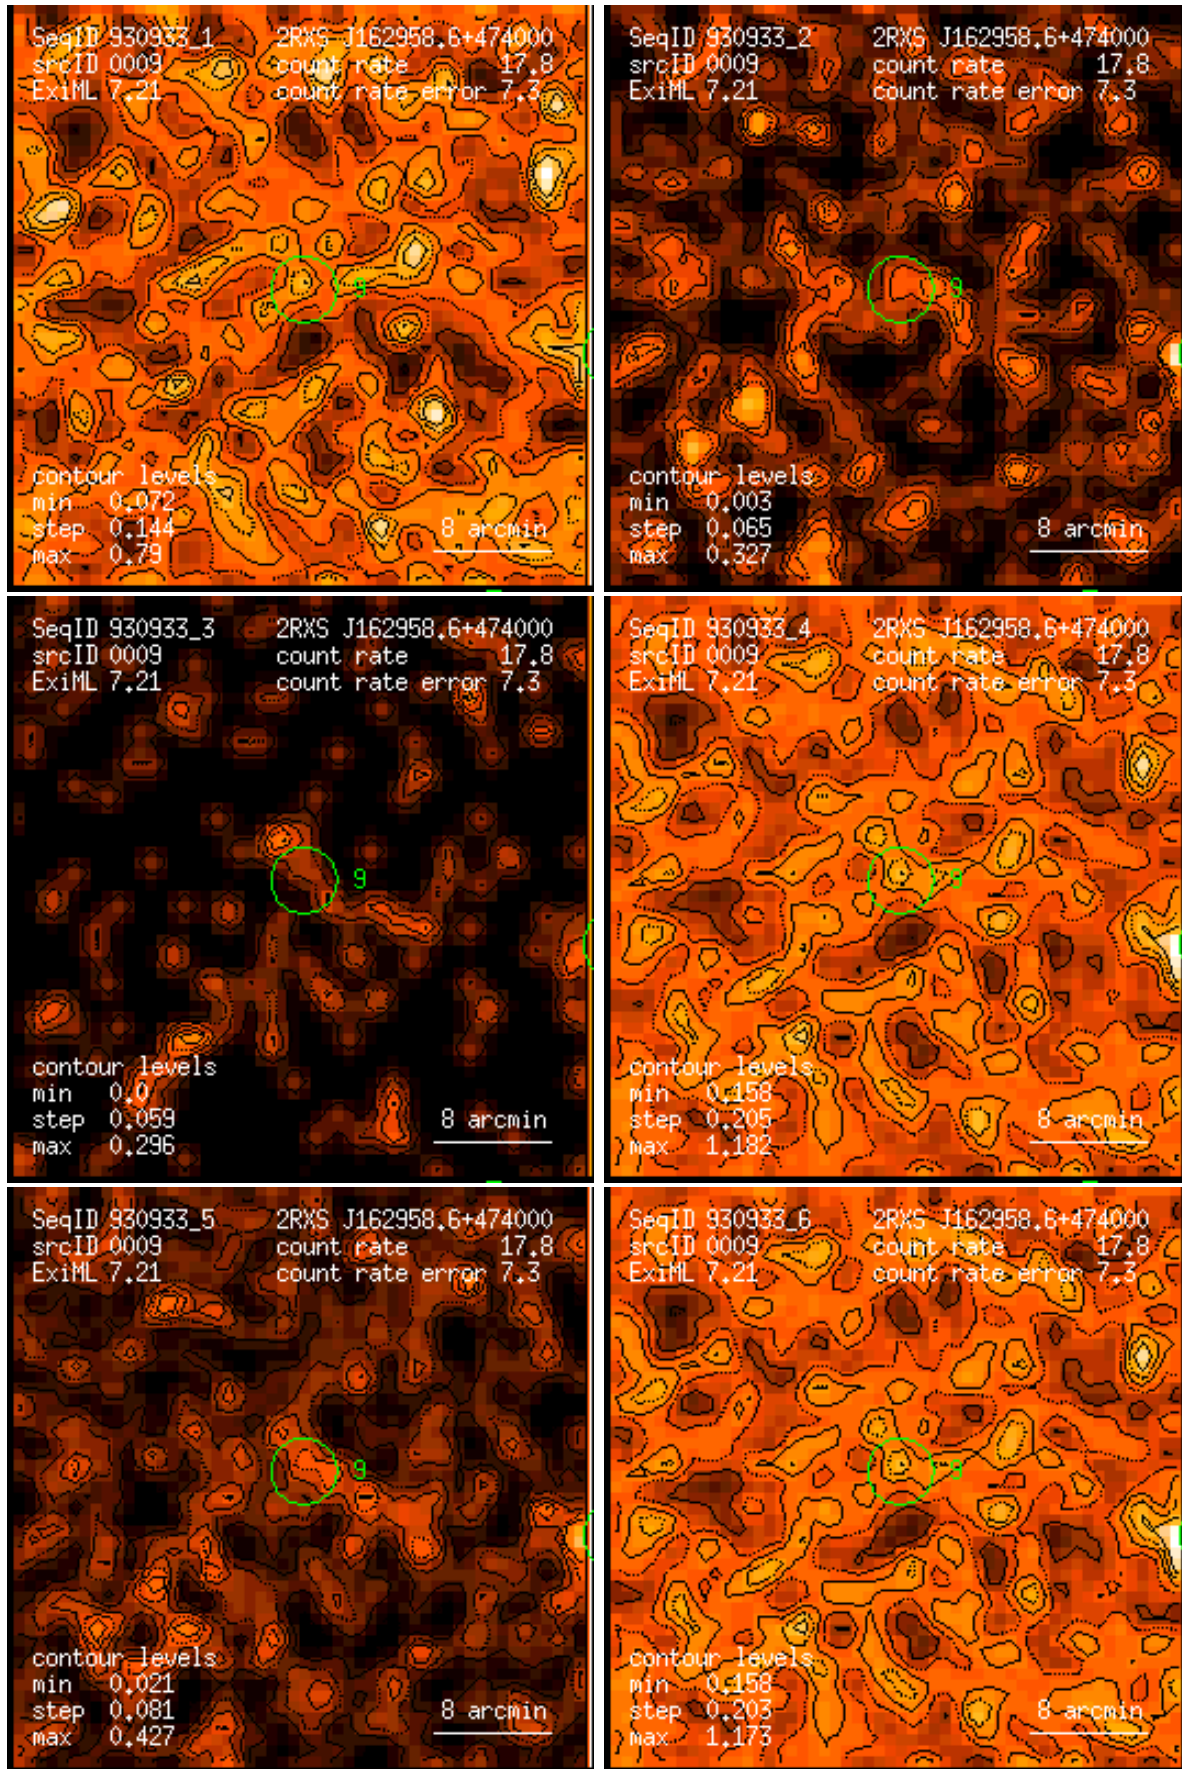 SeqID 930933_1 2RXS J162958.6+474000
srcID 0009 count rate 17.8
ExiML 7.21 count rate error 7.3
9
contour levels
min 0.072
step 0.144 8 arcmin
max 0.79
SeqID 930933_2 2RXS J162958.6+474000
srcID 0009 count rate 17.8
ExiML 7.21 count rate error 7.3
9
contour levels
min 0.003
step 0.065 8 arcmin
max 0.327
SeqID 930933_3 2RXS J162958.6+474000
srcID 0009 count rate 17.8
ExiML 7.21 count rate error 7.3
9
contour levels
min 0.0
step 0.059 8 arcmin
max 0.296
SeqID 930933_4 2RXS J162958.6+474000
srcID 0009 count rate 17.8
ExiML 7.21 count rate error 7.3
9
contour levels
min 0.158
step 0.205 8 arcmin
max 1.182
SeqID 930933_5 2RXS J162958.6+474000
srcID 0009 count rate 17.8
ExiML 7.21 count rate error 7.3
9
contour levels
min 0.021
step 0.081 8 arcmin
max 0.427
SeqID 930933_6 2RXS J162958.6+474000
srcID 0009 count rate 17.8
ExiML 7.21 count rate error 7.3
9
contour levels
min 0.158
step 0.203 8 arcmin
max 1.173